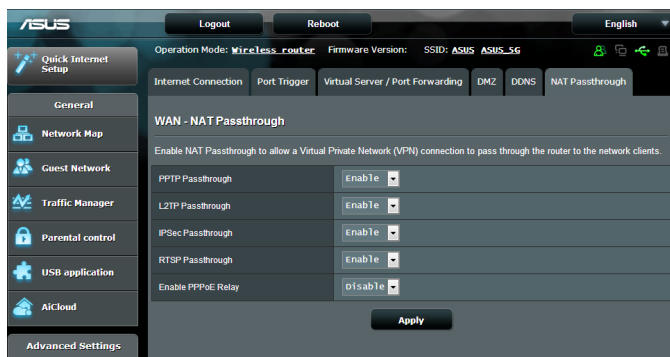 ASUS
Logout
Reboot
English
Quick Internet
Setup
Operation Mode: Wireless router Firmware Version: SSID: ASUS ASUS_5G
Internet Connection
Port Trigger
Virtual Server / Port Forwarding
DMZ
DDNS
NAT Passthrough
General
Network Map
Guest Network
Traffic Manager
Parental control
USB application
AiCloud
Advanced Settings
WAN - NAT Passthrough
Enable NAT Passthrough to allow a Virtual Private Network (VPN) connection to pass through the router to the network clients.
PPTP Passthrough Enable
L2TP Passthrough Enable
IPSec Passthrough Enable
RTSP Passthrough Enable
Enable PPPoE Relay Disable
Apply